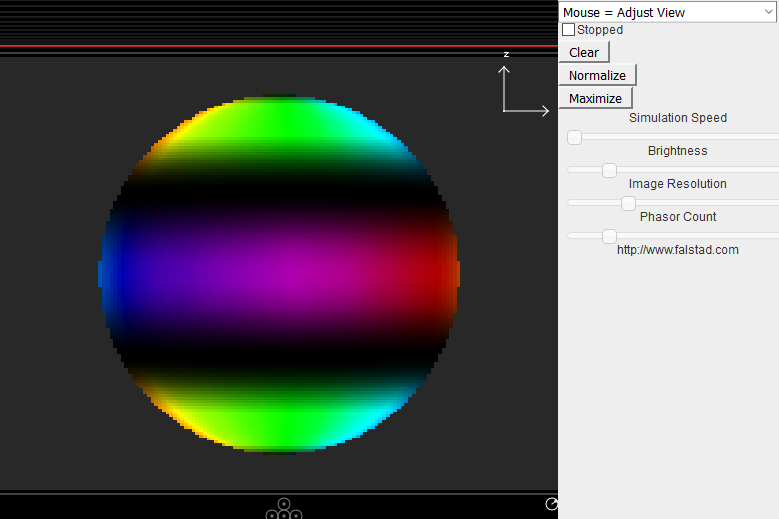 Mouse = Adjust View
Stopped
Clear
z
Normalize
Maximize
Simulation Speed
Brightness
Image Resolution
Phasor Count
http://www.falstad.com